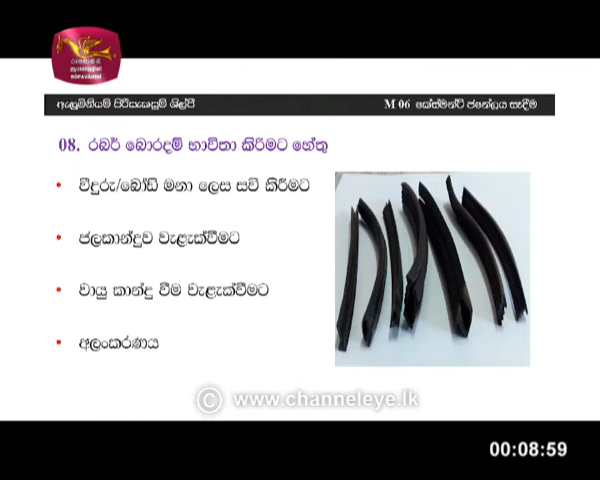 රූපවාහිනී
RUPAVAHINI
ඇලුමිනියම් පිරිසැකසුම් ශිල්පී
M 06 කේස්මන්ට් ජනේලය සෑදීම
08. රබර් බොරදම් භාවිතා කිරීමට හේතු
• වීදුරු/බෝඩ් මනා ලෙස සවි කිරීමට
• ජලකාන්දුව වැළැක්වීමට
• වායු කාන්දු වීම වැළැක්වීමට
• අලංකරණය
© www.channeleye.lk
00:08:59